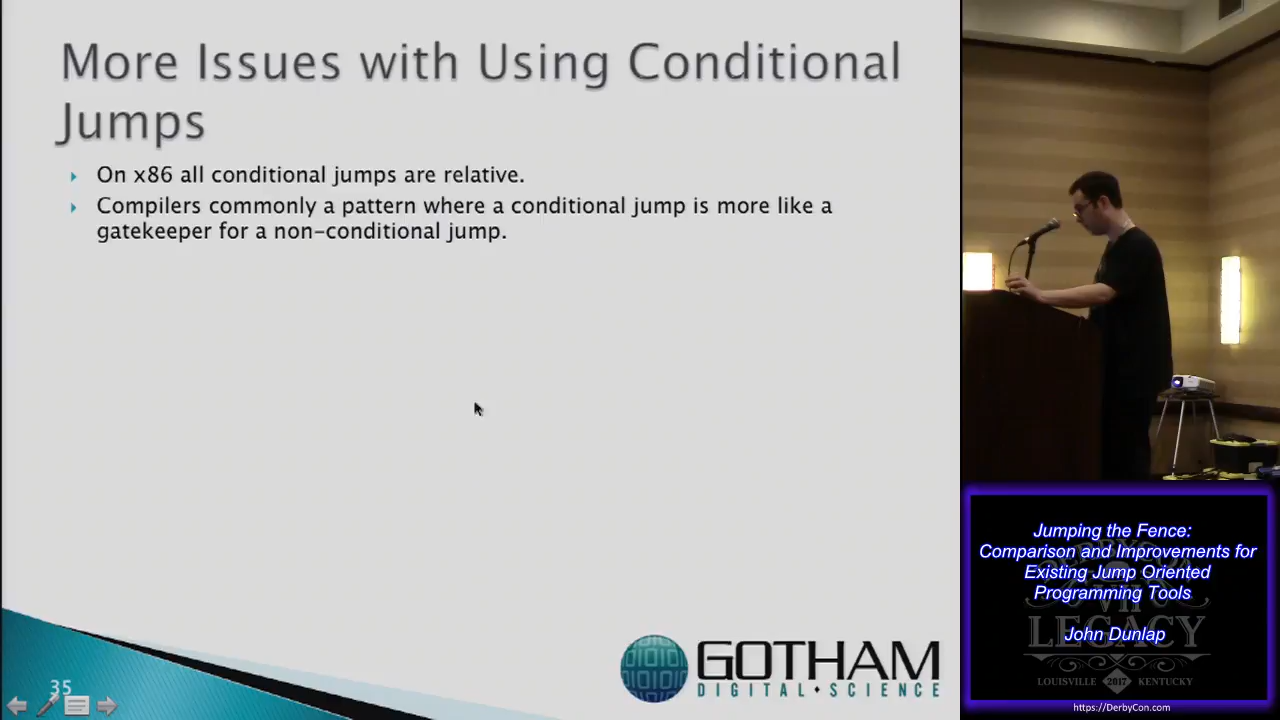 More Issues with Using Conditional
Jumps
On x86 all conditional jumps are relative.
Compilers commonly a pattern where a conditional jump is more like a
gatekeeper for a non-conditional jump.
35
GOTHAM
DIGITAL SCIENCE
Jumping the Fence:
Comparison and Improvements for
Existing Jump Oriented
Programming Tools
John Dunlap
VII
LEGACY
LOUISVILLE 2017 KENTUCKY
https://DerbyCon.com